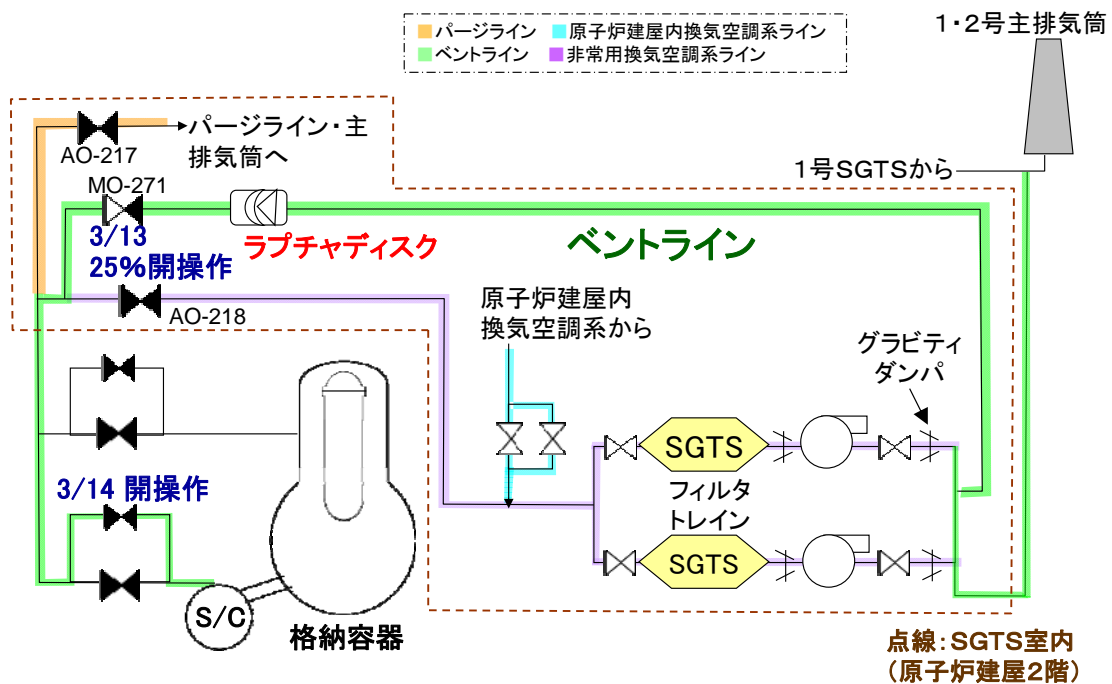 1・2号主排気筒
パージライン 原子炉建屋内換気空調系ライン
ベントライン 非常用換気空調系ライン
パージライン・主
排気筒へ
AO-217
1号SGTSから
MO-271
3/13
25%開操作
ラプチャディスク
ベントライン
AO-218
原子炉建屋内
換気空調系から
グラビティ
ダンパ
SGTS
フィルタ
トレイン
SGTS
3/14 開操作
S/C
格納容器
点線:SGTS室内
(原子炉建屋2階)